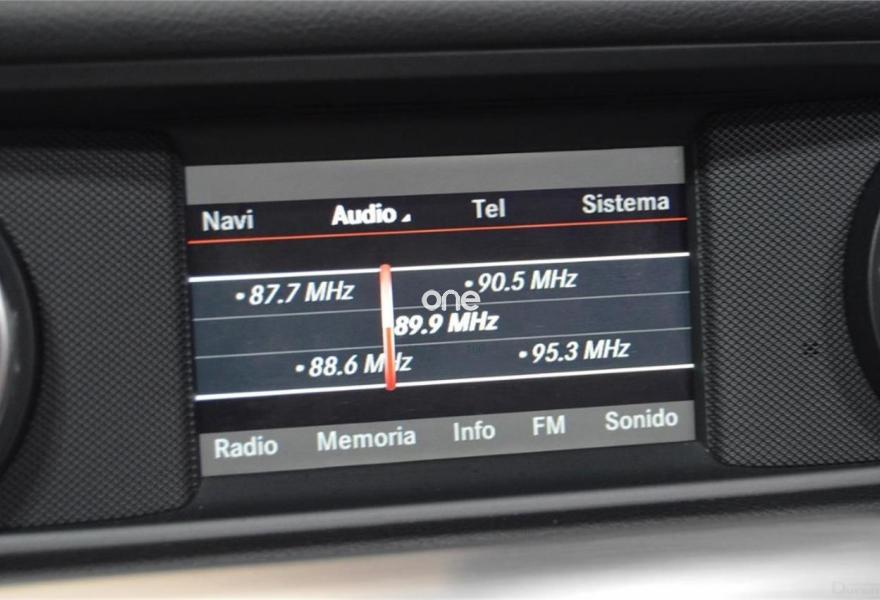 Navi Audio Tel Sistema
•87.7 MHz •90.5 MHz
one
89.9 MHz
•88.6 MHz •95.3 MHz
Radio Memoria Info FM Sonido